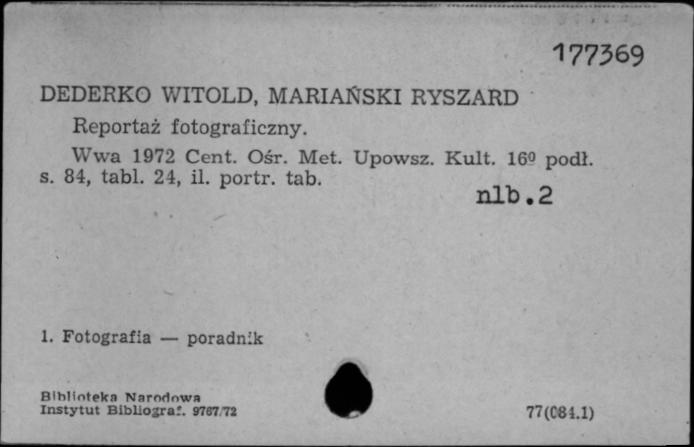 177369
DEDERKO WITOLD, MARIAŃSKI RYSZARD
Reportaż fotograficzny.
Wwa 1972 Cent. Ośr. Met. Upowsz. Kult. 16º podł.
s. 84, tabl. 24, il. portr. tab.
nlb.2
1. Fotografia — poradnik
Biblioteka Narodowa
Instytut Bibliograf. 9767/72
77(084.1)